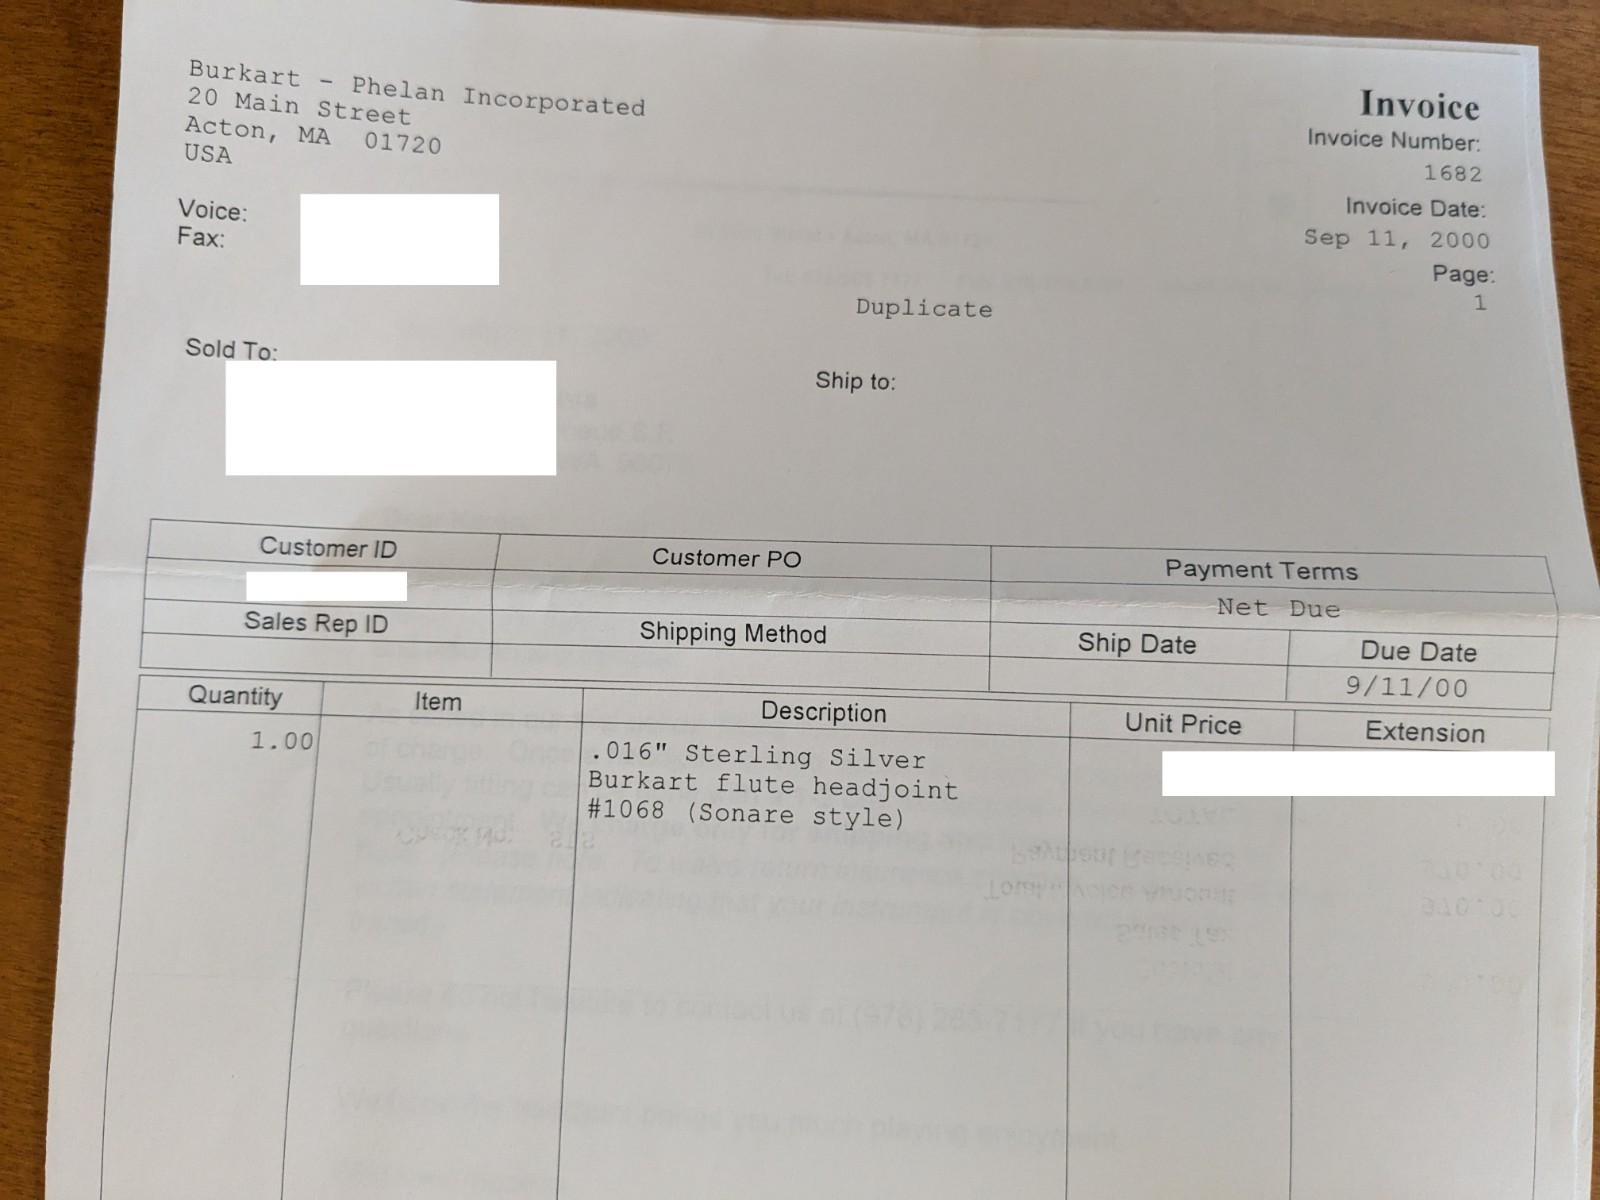 Burkart - Phelan Incorporated
20 Main Street
Acton, MA 01720
USA
Voice:
Fax:
Invoice
Invoice Number:
1682
Invoice Date:
Sep 11, 2000
Page:
1
Duplicate
Sold To:
Ship to:
Customer ID Customer PO Payment Terms
Net Due
Sales Rep ID Shipping Method Ship Date Due Date
9/11/00
Quantity Item Description Unit Price Extension
1.00 .016" Sterling Silver
Burkart flute headjoint
#1068 (Sonare style)